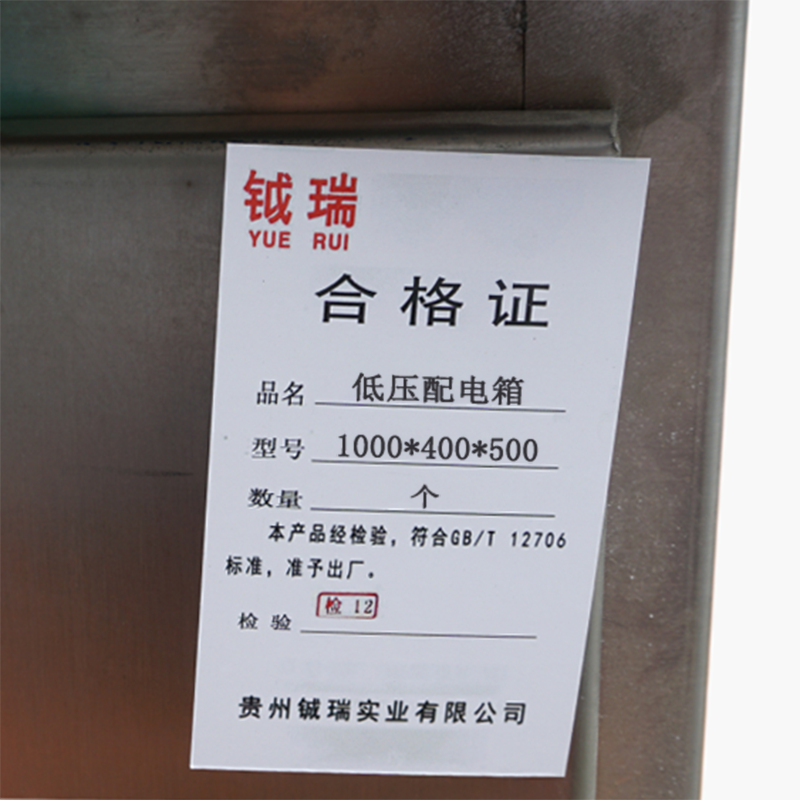 钺瑞
YUE RUI
合格证
品名 低压配电箱
型号 1000*400*500
数量 个
本产品经检验，符合GB/T 12706
标准，准予出厂。
检验 检 12
贵州钺瑞实业有限公司